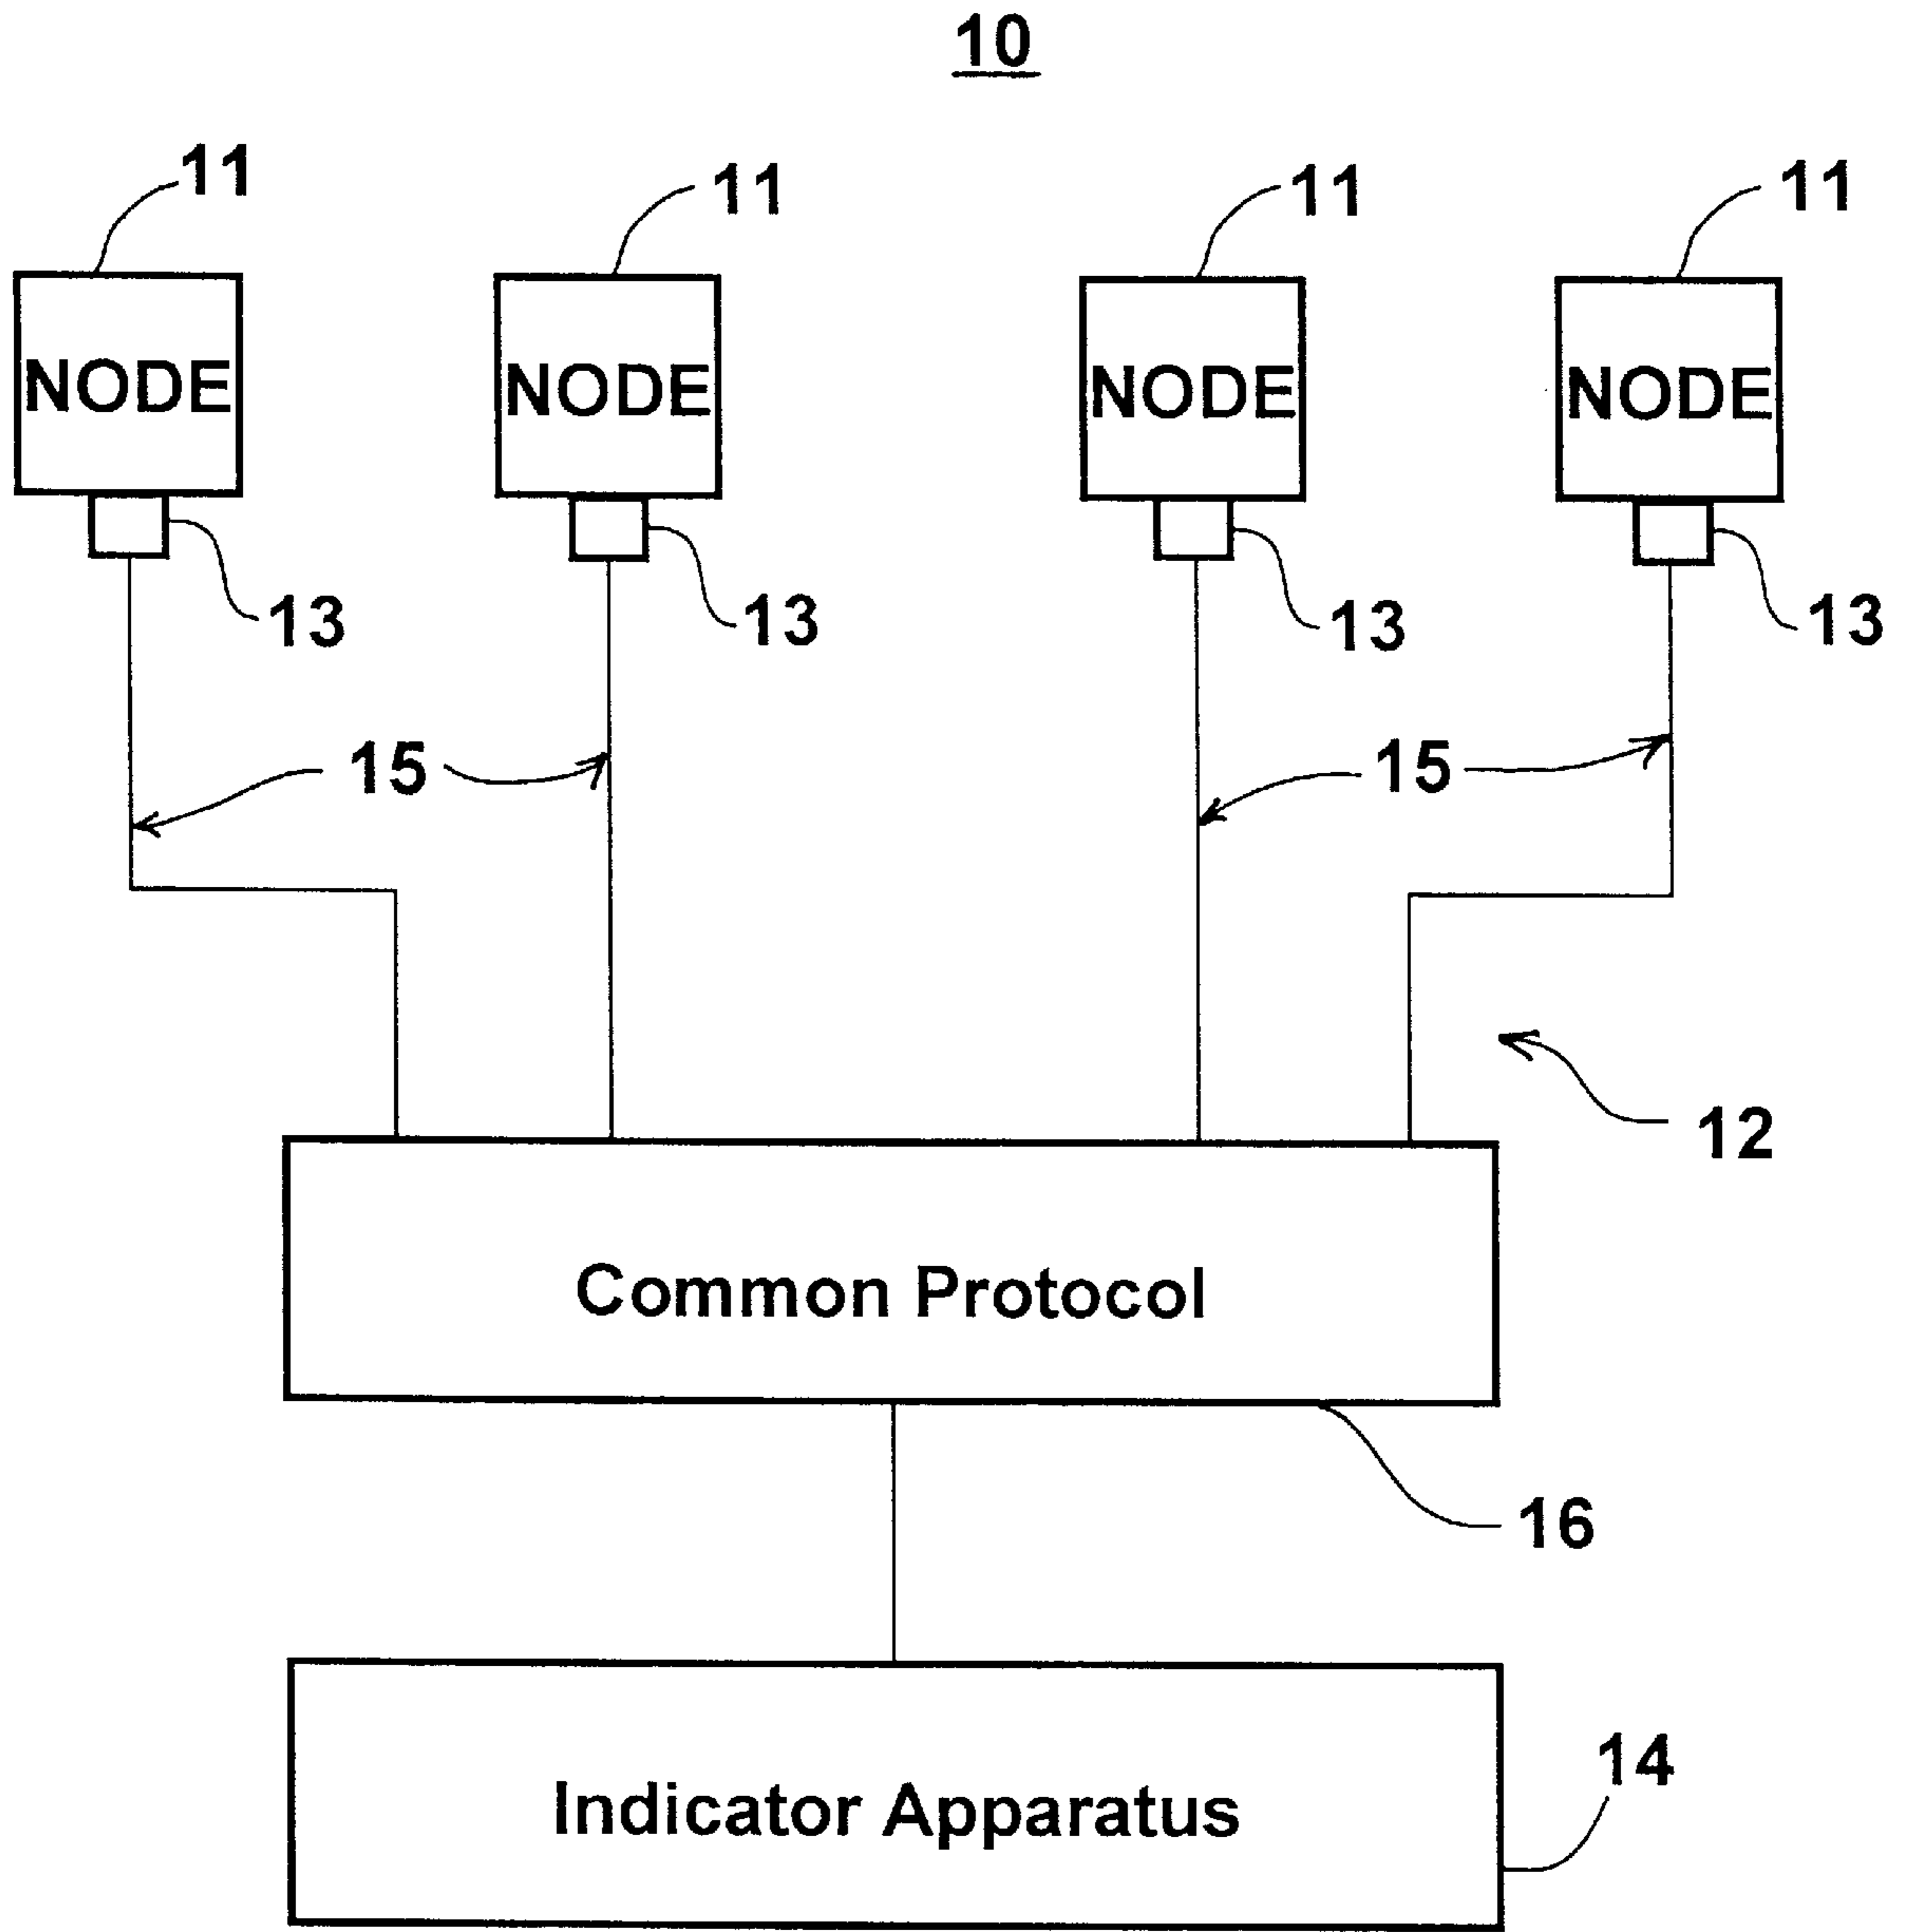 10
11 11 11 11
NODE NODE NODE NODE
13 13 13 13
15 15
12
Common Protocol
16
14
Indicator Apparatus